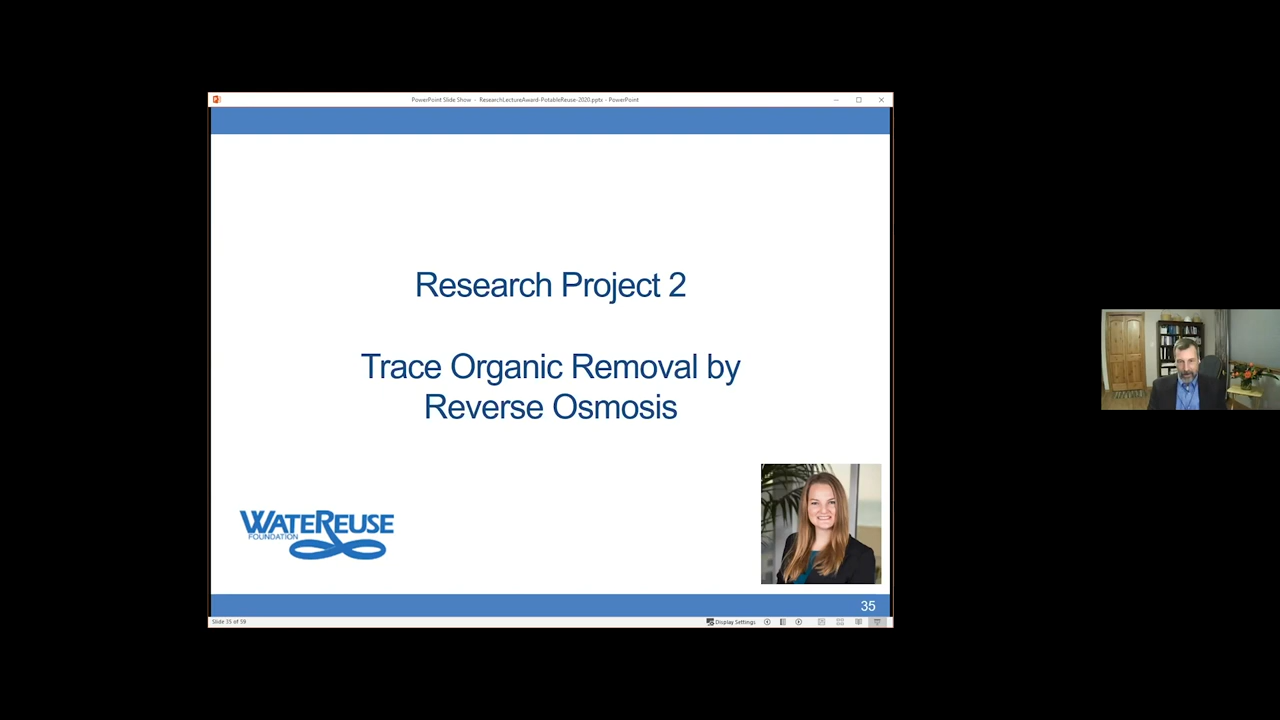 PowerPoint Slide Show - ResearchLectureAward-PotableReuse-2020.pptx - PowerPoint
Research Project 2
Trace Organic Removal by
Reverse Osmosis
WATEREUSE
FOUNDATION
35
Slide 35 of 59
Display Settings